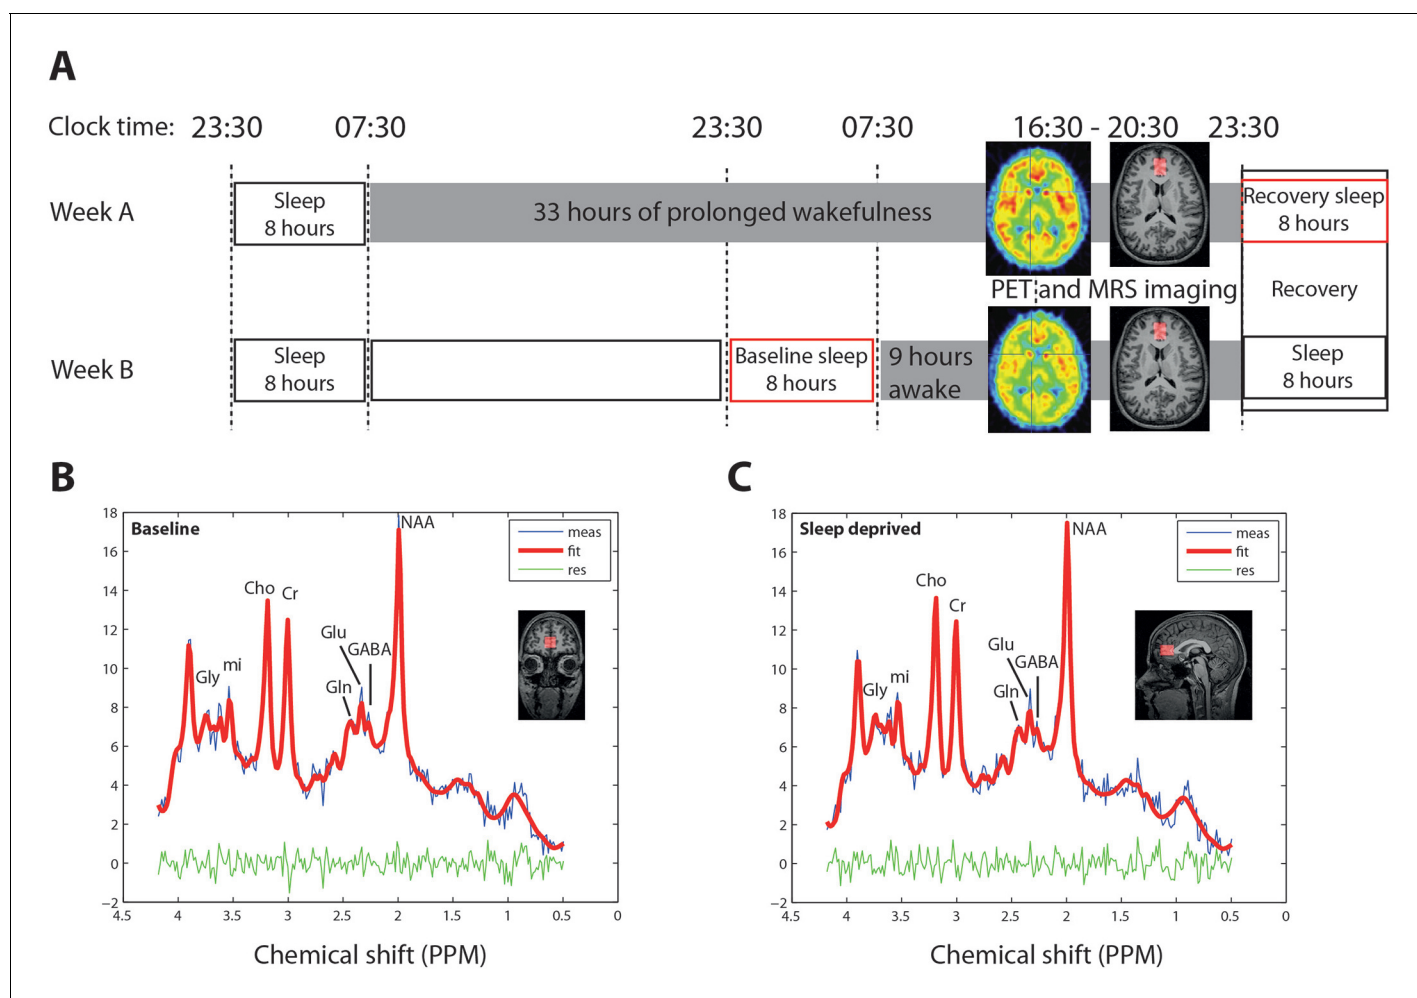 A
Clock time: 23:30 07:30 23:30 07:30 16:30 - 20:30 23:30
Week A
Sleep
8 hours
33 hours of prolonged wakefulness
Recovery sleep
8 hours
PET and MRS imaging
Recovery
Week B
Sleep
8 hours
Baseline sleep
8 hours
9 hours
awake
Sleep
8 hours
B
Baseline
18
16
14
12
10
8
6
4
2
0
−2
4.5 4 3.5 3 2.5 2 1.5 1 0.5 0
NAA
meas
fit
res
Cho
Cr
Glu
GABA
Gly
mi
Gln
Chemical shift (PPM)
C
Sleep deprived
18
16
14
12
10
8
6
4
2
0
−2
4.5 4 3.5 3 2.5 2 1.5 1 0.5 0
NAA
meas
fit
res
Cho
Cr
Glu
GABA
Gly
mi
Gln
Chemical shift (PPM)